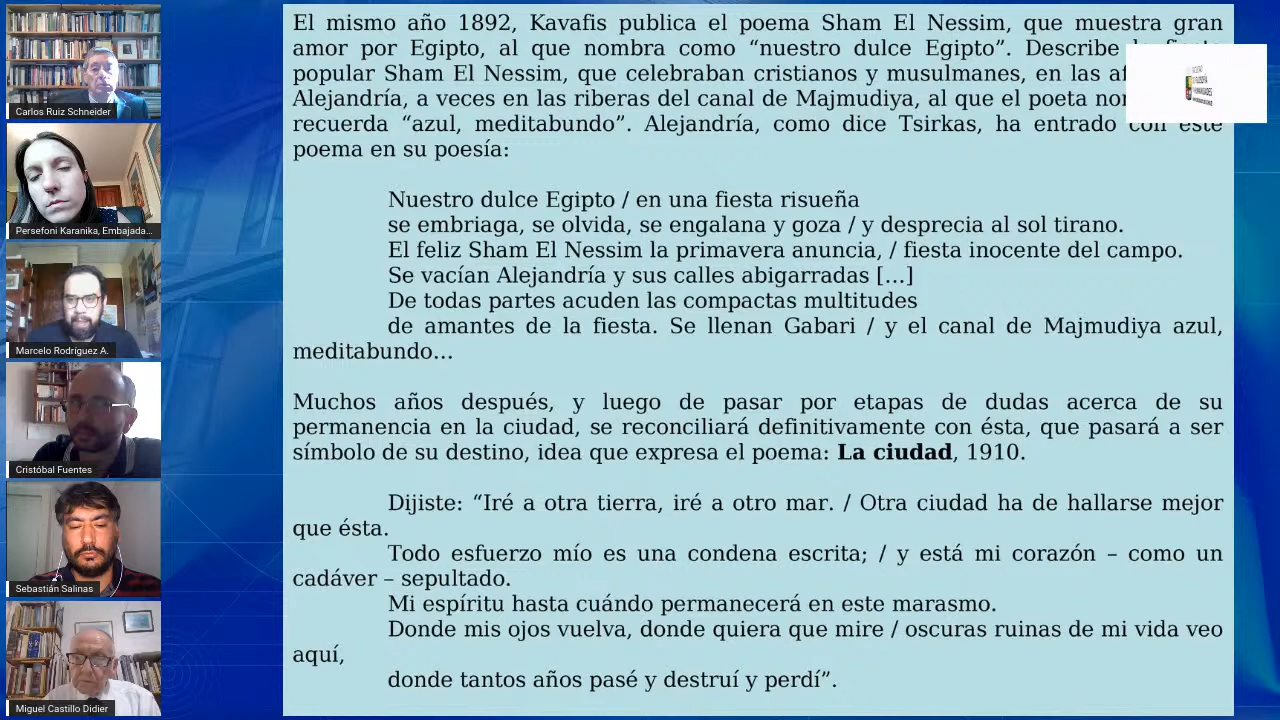 El mismo año 1892, Kavafis publica el poema Sham El Nessim, que muestra gran
amor por Egipto, al que nombra como “nuestro dulce Egipto”. Describe
popular Sham El Nessim, que celebraban cristianos y musulmanes, en las
Alejandría, a veces en las riberas del canal de Majmudiya, al que el poeta
recuerda “azul, meditabundo”. Alejandría, como dice Tsirkas, ha entrado con este
poema en su poesía:
Nuestro dulce Egipto / en una fiesta risueña
se embriaga, se olvida, se engalana y goza / y desprecia al sol tirano.
El feliz Sham El Nessim la primavera anuncia, / fiesta inocente del campo.
Se vacían Alejandría y sus calles abigarradas […]
De todas partes acuden las compactas multitudes
de amantes de la fiesta. Se llenan Gabari / y el canal de Majmudiya azul,
meditabundo…
Muchos años después, y luego de pasar por etapas de dudas acerca de su
permanencia en la ciudad, se reconciliará definitivamente con ésta, que pasará a ser
símbolo de su destino, idea que expresa el poema: La ciudad, 1910.
Dijiste: “Iré a otra tierra, iré a otro mar. / Otra ciudad ha de hallarse mejor
que ésta.
Todo esfuerzo mío es una condena escrita; / y está mi corazón – como un
cadáver – sepultado.
Mi espíritu hasta cuándo permanecerá en este marasmo.
Donde mis ojos vuelva, donde quiera que mire / oscuras ruinas de mi vida veo
aquí,
donde tantos años pasé y destruí y perdí”.
Carlos Ruiz Schneider
Persefoni Karanika, Embajada...
Marcelo Rodríguez A.
Cristóbal Fuentes
Sebastián Salinas
Miguel Castillo Didier